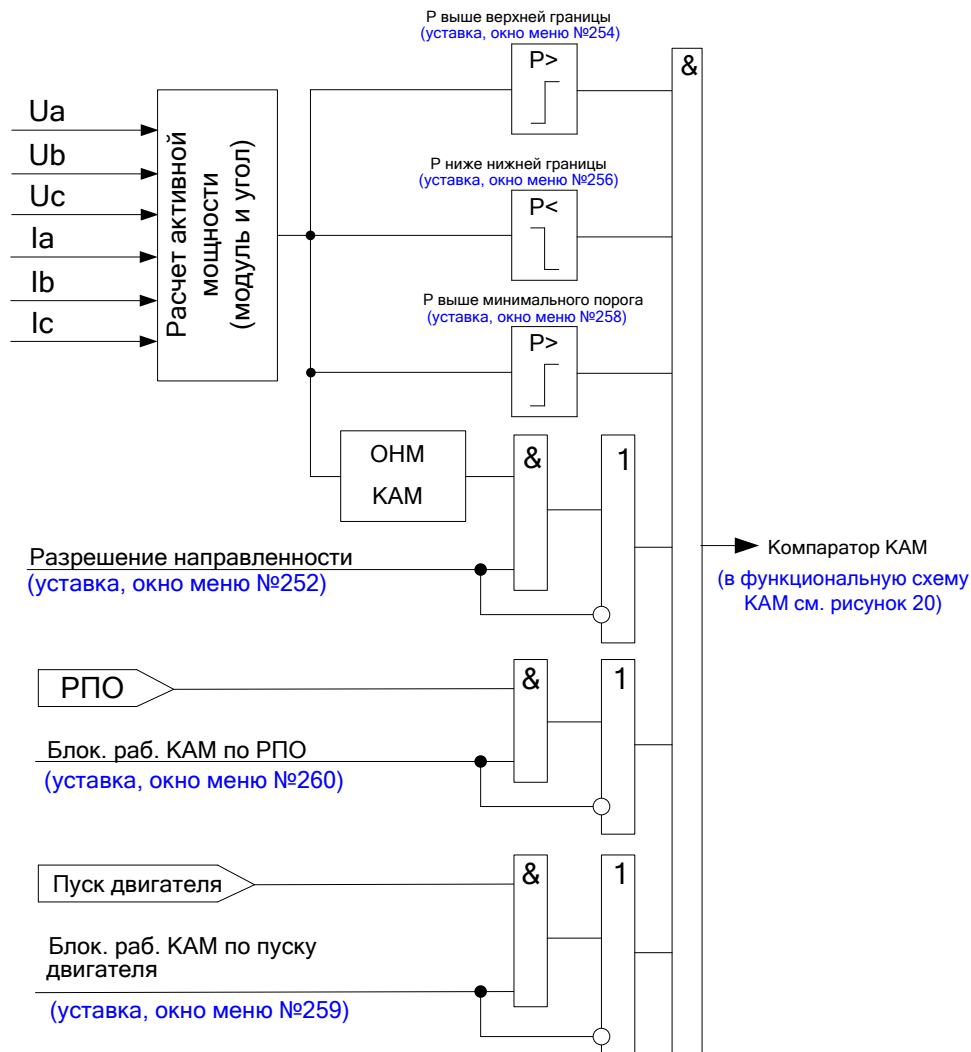 P выше верхней границы
(уставка, окно меню №254)
P>
&
Ua
Ub
Uc
Ia
Ib
Ic
Расчет активной
мощности
(модуль и угол)
P ниже нижней границы
(уставка, окно меню №256)
P<
P выше минимального порога
(уставка, окно меню №258)
P>
ОНМ
КАМ
&
1
Разрешение направленности
(уставка, окно меню №252)
Компаратор КАМ
(в функциональную схему
КАМ см. рисунок 20)
РПО
&
1
Блок. раб. КАМ по РПО
(уставка, окно меню №260)
Пуск двигателя
&
1
Блок. раб. КАМ по пуску
двигателя
(уставка, окно меню №259)